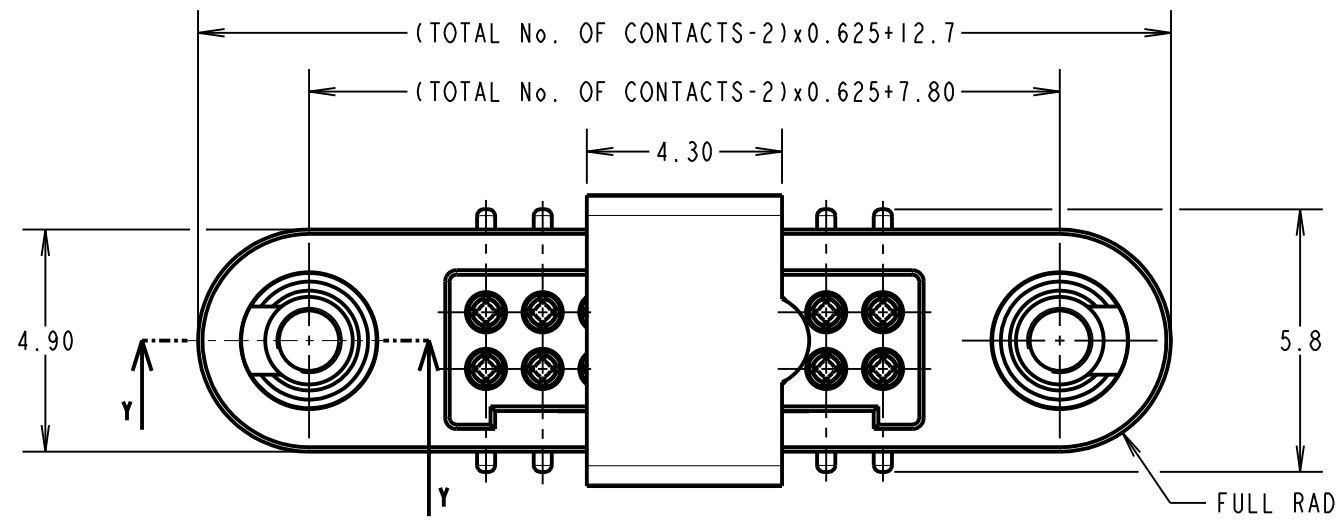 (TOTAL No. OF CONTACTS-2)x0.625+12.7
(TOTAL No. OF CONTACTS-2)x0.625+7.80
4.30
4.90
5.8
Y
Y
FULL RAD